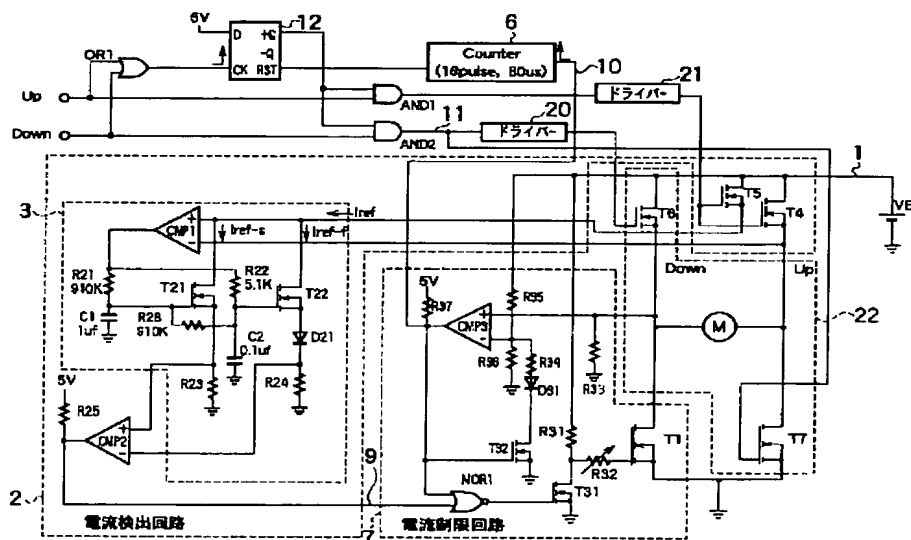 6V
12
6
D +Q
-Q
CK RST
OR1
Counter
(16pulse, 80us)
10
21
Up
AND1
ドライバー
Down
11
20
AND2
ドライバー
1
3
Iref
T6
T5
T4
VB
CMP1
Iref-s
Iref-f
Down
Up
R21
910K
R22
5.1K
T21
T22
5V
R37
R35
CMP3
M
22
C1
1uf
R26
910K
C2
0.1uf
D21
R36
R34
R33
D31
5V
R23
R24
R25
R31
T1
T7
CMP2
T32
R32
9
NOR1
T31
2
電流検出回路
7
電流制限回路